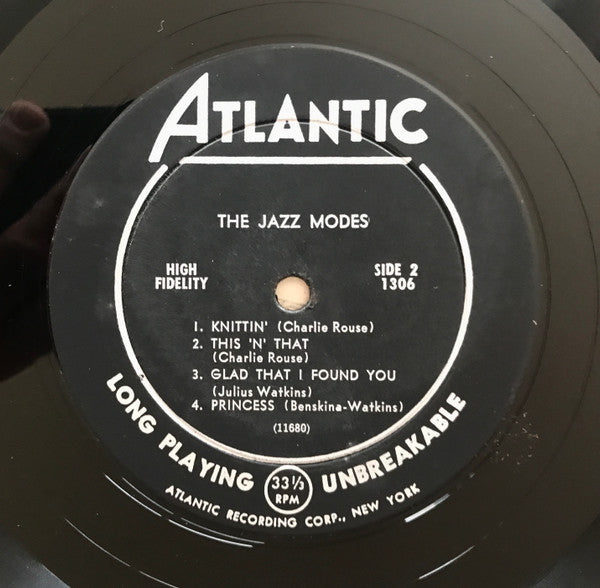 ATLANTIC
THE JAZZ MODES
HIGH
FIDELITY
SIDE 2
1306
1. KNITTIN' (Charlie Rouse)
2. THIS 'N' THAT
(Charlie Rouse)
3. GLAD THAT I FOUND YOU
(Julius Watkins)
4. PRINCESS (Benskina-Watkins)
(11680)
LONG PLAYING 33 1/3 UNBREAKABLE
RPM
ATLANTIC RECORDING CORP., NEW YORK